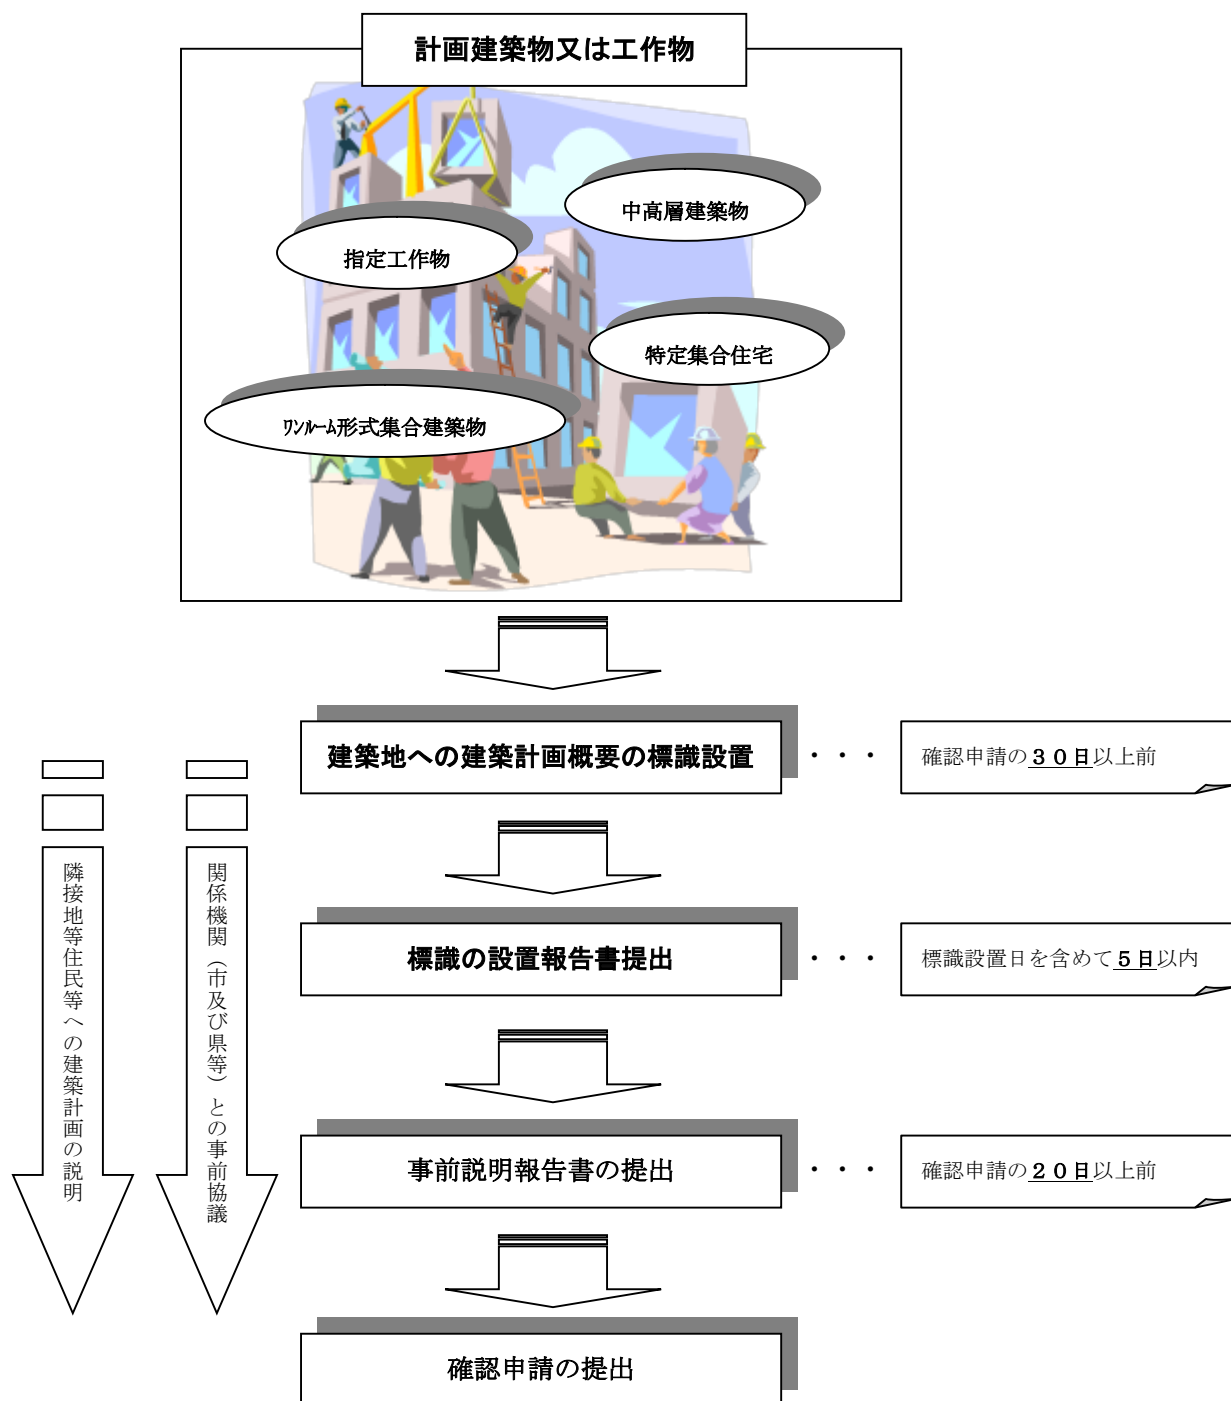 計画建築物又は工作物
中高層建築物
指定工作物
特定集合住宅
ﾜﾝﾙｰﾑ形式集合建築物
建築地への建築計画概要の標識設置
・・・
確認申請の３０日以上前
標識の設置報告書提出
・・・
標識設置日を含めて５日以内
事前説明報告書の提出
・・・
確認申請の２０日以上前
確認申請の提出
隣接地等住民等への建築計画の説明
関係機関（市及び県等）との事前協議